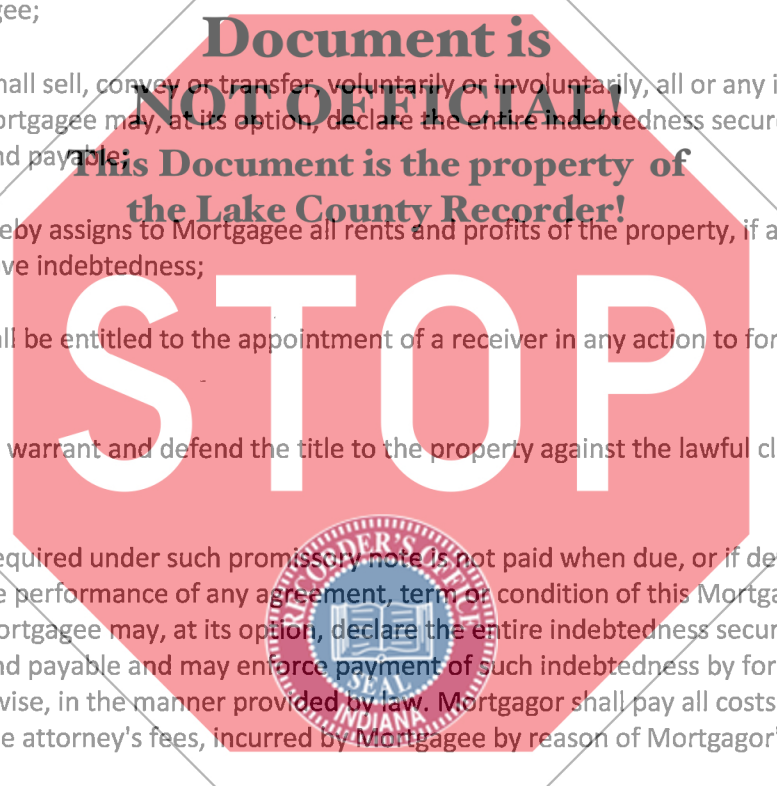 gee;
Document is
hall sell, convey or transfer, voluntarily or involuntarily, all or any i
NOT OFFICIAL!
ortgagee may, at its option, declare the entire indebtedness secure
nd payable;
This Document is the property of
the Lake County Recorder!
eby assigns to Mortgagee all rents and profits of the property, if a
ve indebtedness;
STOP
ll be entitled to the appointment of a receiver in any action to for
warrant and defend the title to the property against the lawful cl
equired under such promissory note is not paid when due, or if de
e performance of any agreement, term or condition of this Mortga
ortgagee may, at its option, declare the entire indebtedness secur
nd payable and may enforce payment of such indebtedness by for
wise, in the manner provided by law. Mortgagor shall pay all costs
e attorney's fees, incurred by Mortgagee by reason of Mortgagor'
RECORDER'S OFFICE
SEAL
INDIANA